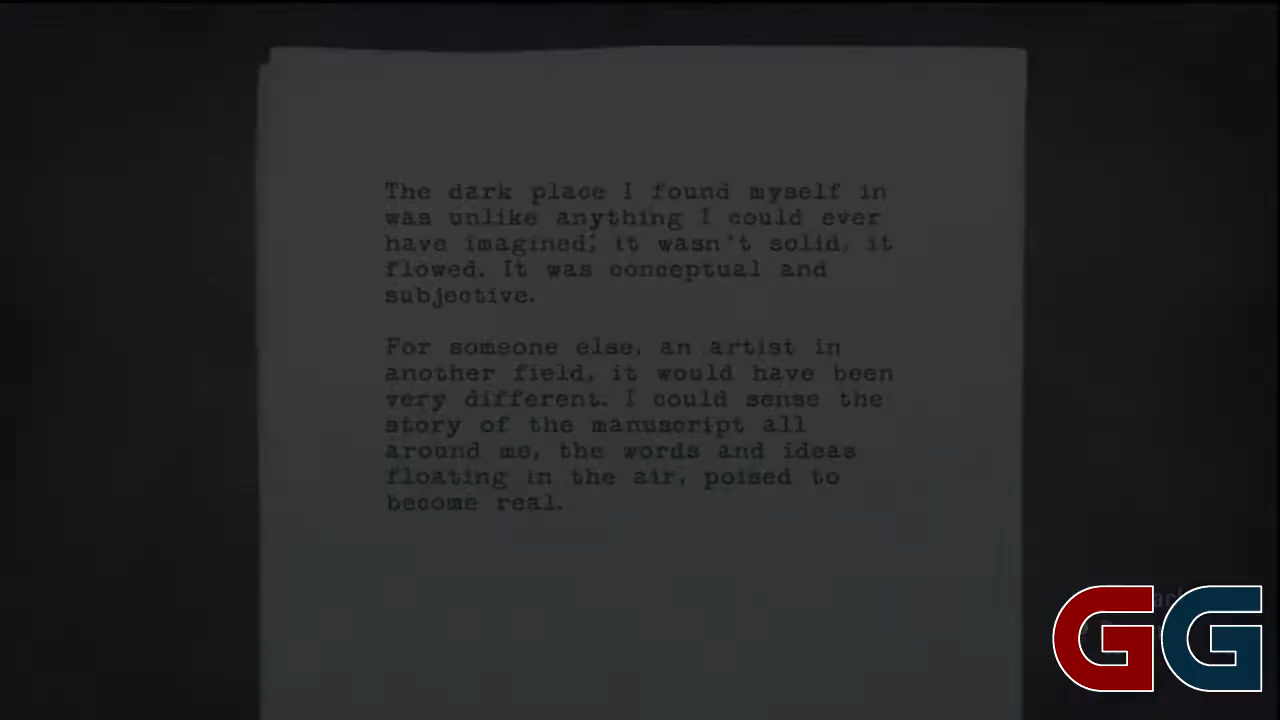 The dark place I found myself in
was unlike anything I could ever
have imagined; it wasn't solid, it
flowed. It was conceptual and
subjective.
For someone else, an artist in
another field, it would have been
very different. I could sense the
story of the manuscript all
around me, the words and ideas
floating in the air, poised to
become real.
GG